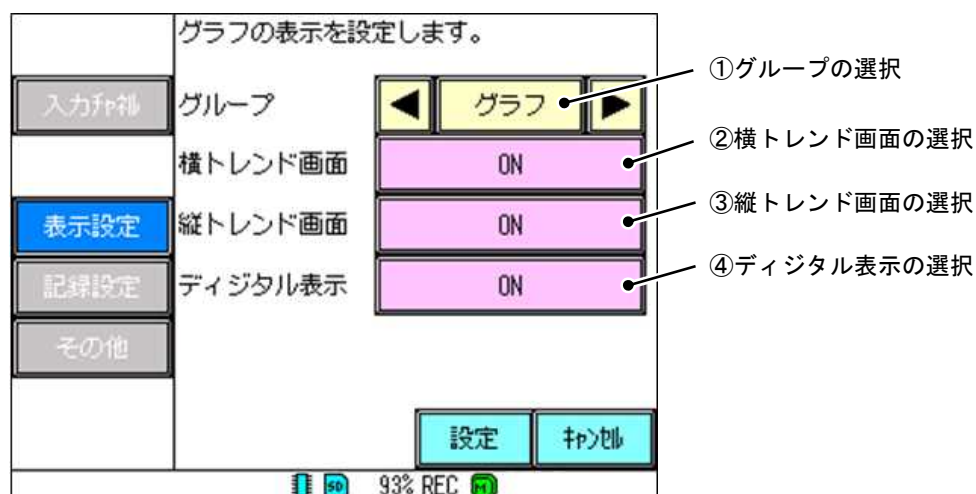 グラフの表示を設定します。
入力ﾁｬﾈﾙ
グループ
◀ グラフ ▶
①グループの選択
横トレンド画面
ON
②横トレンド画面の選択
表示設定
縦トレンド画面
ON
③縦トレンド画面の選択
記録設定
ディジタル表示
ON
④ディジタル表示の選択
その他
設定
ｷｬﾝｾﾙ
SD 93% REC M